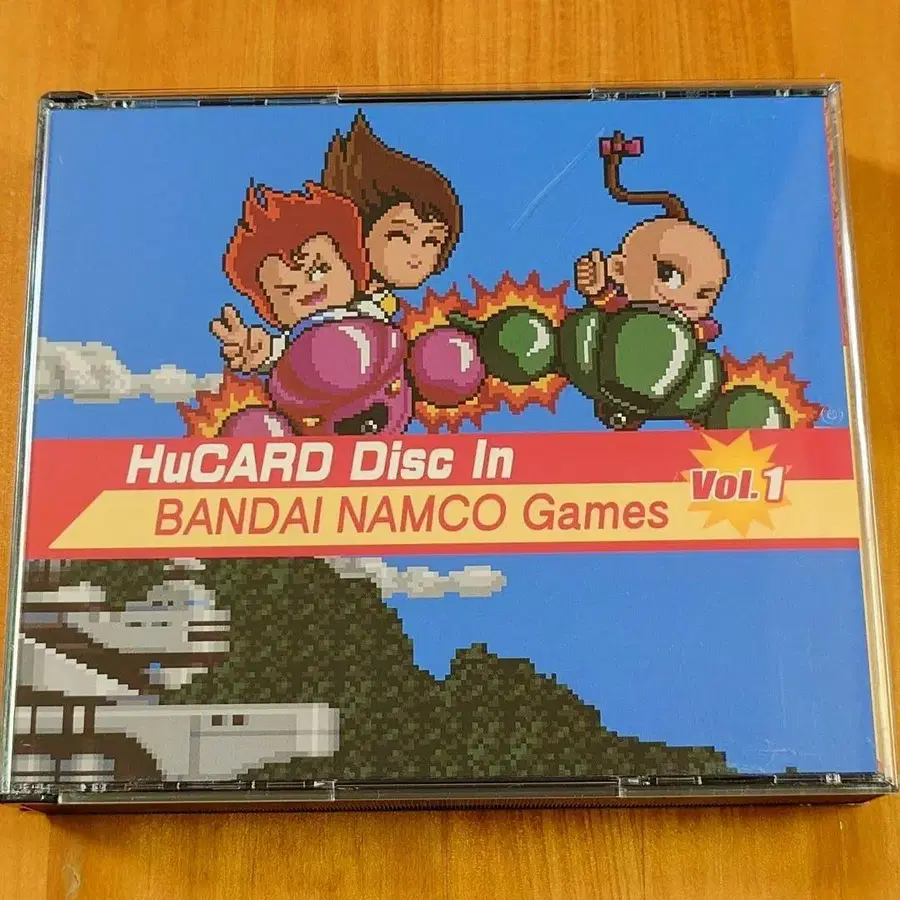 HuCARD Disc In
BANDAI NAMCO Games
Vol.1